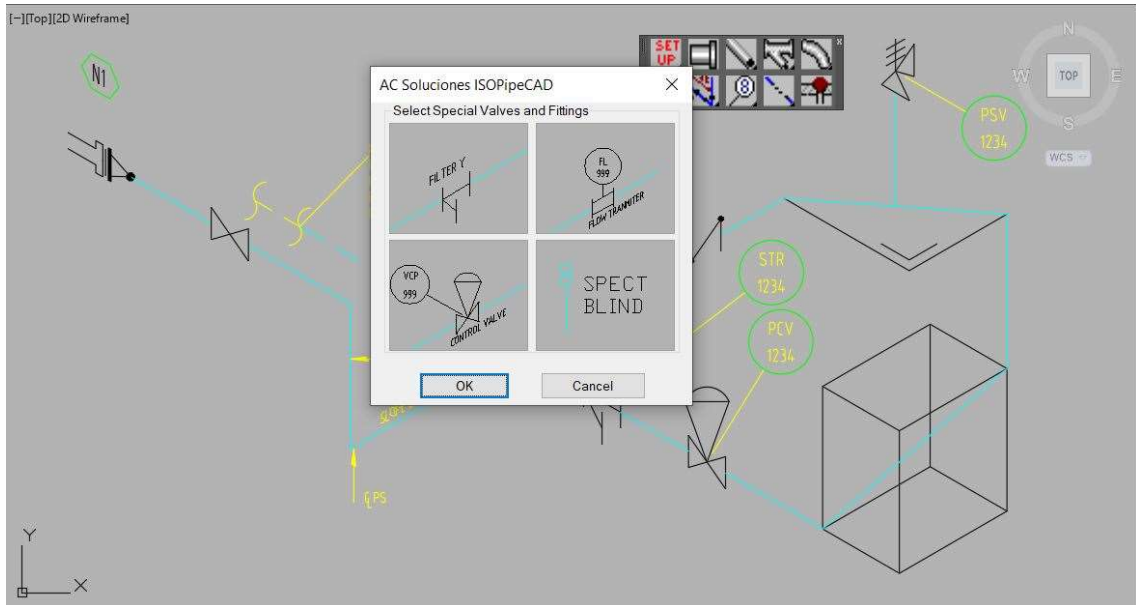 [−][Top][2D Wireframe]
N1
SET
UP
8
N
W
TOP
E
S
WCS
PSV
1234
AC Soluciones ISOPipeCAD
Select Special Valves and Fittings
FILTER Y
FL
999
FLOW TRANMITER
VCP
999
CONTROL VALVE
SPECT
BLIND
OK
Cancel
STR
1234
PCV
1234
℄ PS
Y
X